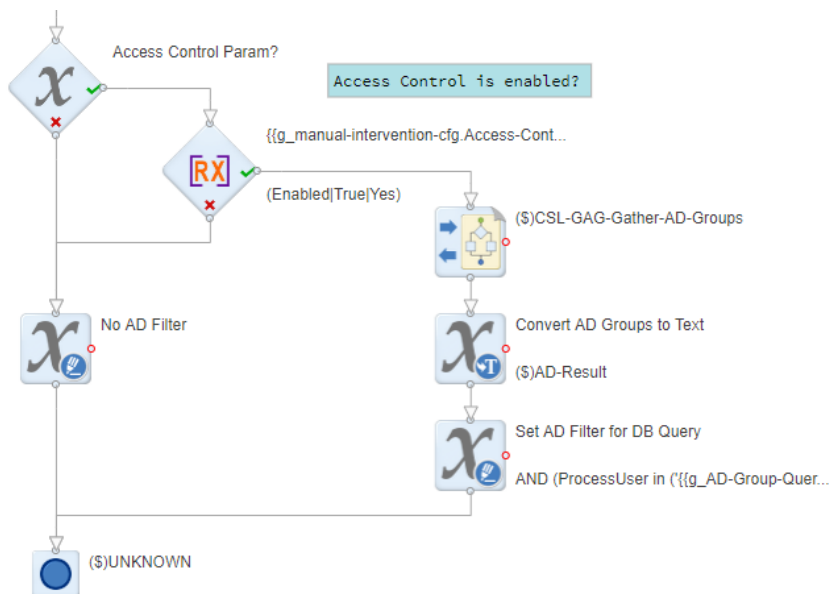 Access Control Param?
Access Control is enabled?
{{g_manual-intervention-cfg.Access-Cont...
[RX]
(Enabled|True|Yes)
($)CSL-GAG-Gather-AD-Groups
No AD Filter
Convert AD Groups to Text
($)AD-Result
Set AD Filter for DB Query
AND (ProcessUser in ('{{g_AD-Group-Quer...
($)UNKNOWN